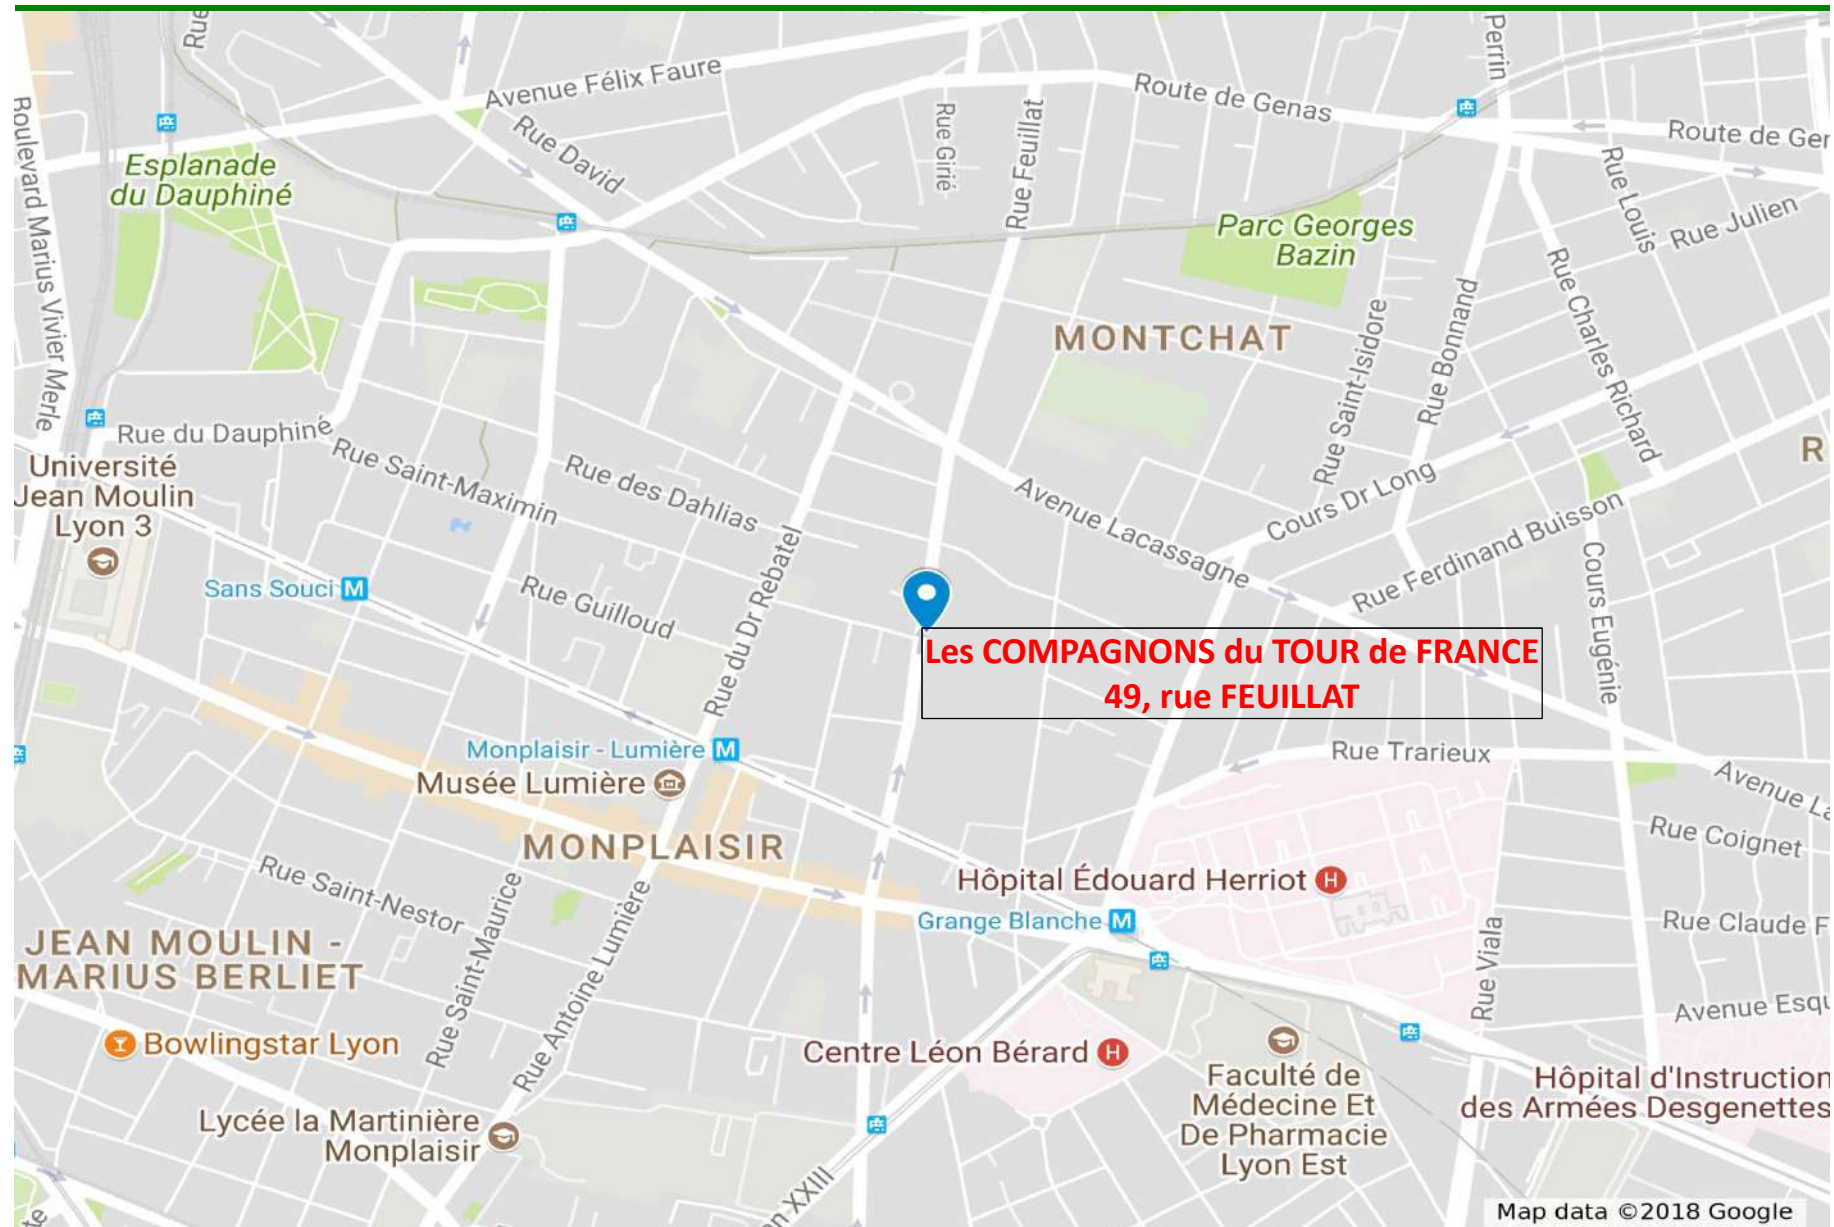 Rue
Perrin
Avenue Félix Faure
Route de Genas
Boulevard Marius Vivier Merle
Rue David
Rue Girié
Rue Feuillat
Route de Ger
Esplanade
du Dauphiné
Rue Louis
Rue Julien
Parc Georges
Bazin
Rue Charles Richard
MONTCHAT
Rue Saint-Isidore
Rue Bonnand
Rue du Dauphiné
Rue Saint-Maximin
Rue des Dahlias
Université
Jean Moulin
Lyon 3
Avenue Lacassagne
Cours Dr Long
R
Rue Ferdinand Buisson
Cours Eugénie
Sans Souci M
Rue Guilloud
Rue du Dr Rebatel
Les COMPAGNONS du TOUR de FRANCE
49, rue FEUILLAT
Monplaisir - Lumière M
Musée Lumière
Rue Trarieux
Avenue La
MONPLAISIR
Rue Coignet
Rue Saint-Nestor
Rue Saint-Maurice
Rue Antoine Lumière
Hôpital Édouard Herriot H
Grange Blanche M
Rue Claude F
JEAN MOULIN -
MARIUS BERLIET
Rue Viala
Avenue Esqu
Bowlingstar Lyon
Centre Léon Bérard H
Faculté de
Médecine Et
De Pharmacie
Lyon Est
Hôpital d'Instruction
des Armées Desgenettes
Lycée la Martinière
Monplaisir
n XXIII
Map data ©2018 Google